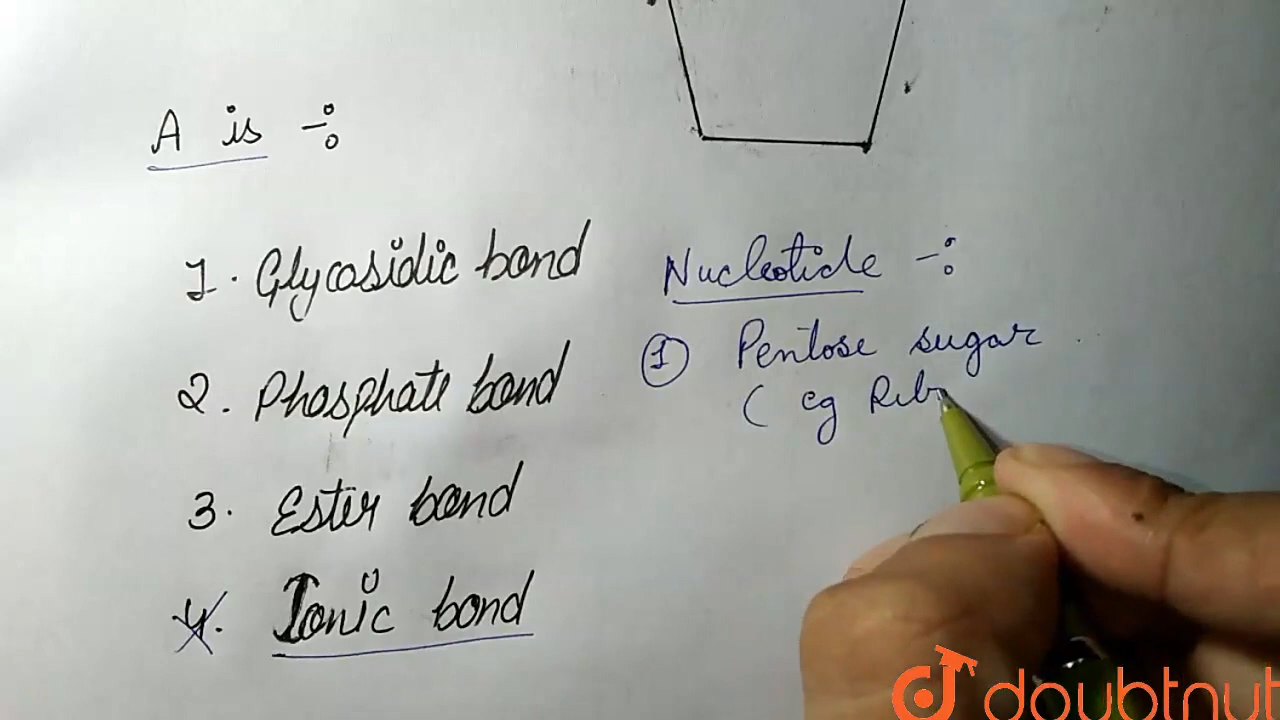 A is :-
1. Glycosidic bond
2. Phosphate bond
3. Ester bond
4. Ionic bond
Nucleotide -:
① Pentose sugar
( eg Rib
doubtnut